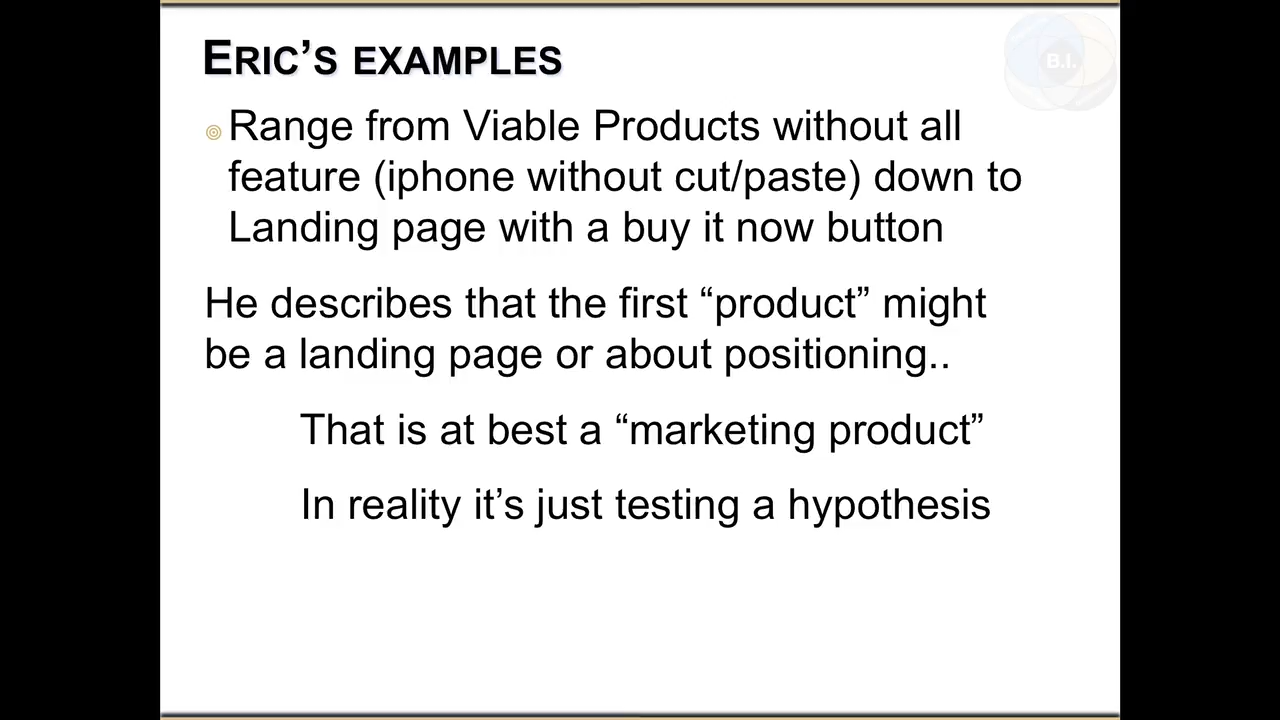 ERIC’S EXAMPLES
B.I.
Range from Viable Products without all
feature (iphone without cut/paste) down to
Landing page with a buy it now button
He describes that the first “product” might
be a landing page or about positioning..
That is at best a “marketing product”
In reality it’s just testing a hypothesis